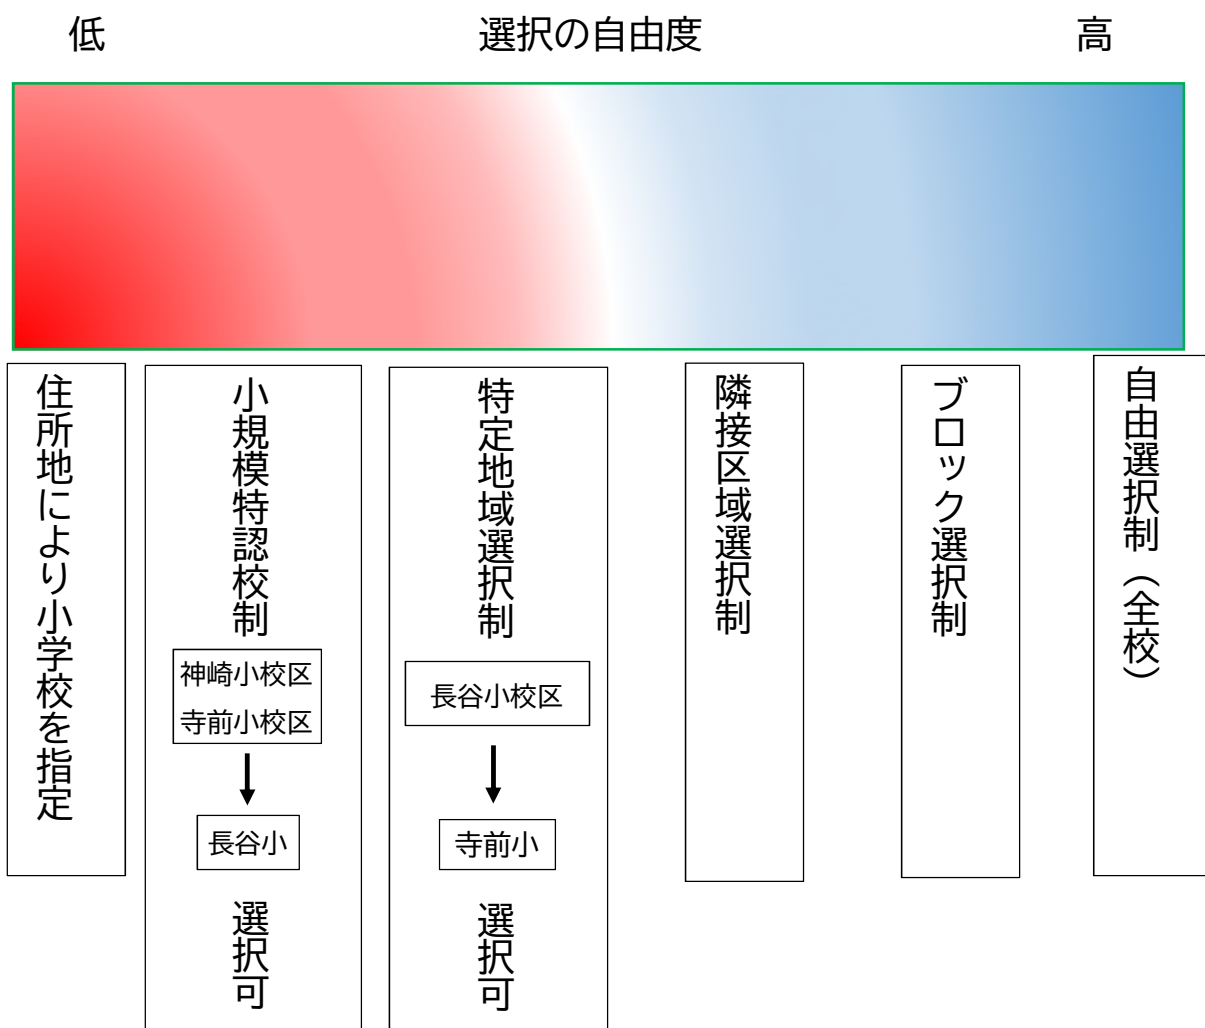 低
選択の自由度
高
住所地により小学校を指定
小規模特認校制
神崎小校区
寺前小校区
長谷小
選択可
特定地域選択制
長谷小校区
寺前小
選択可
隣接区域選択制
ブロック選択制
自由選択制（全校）